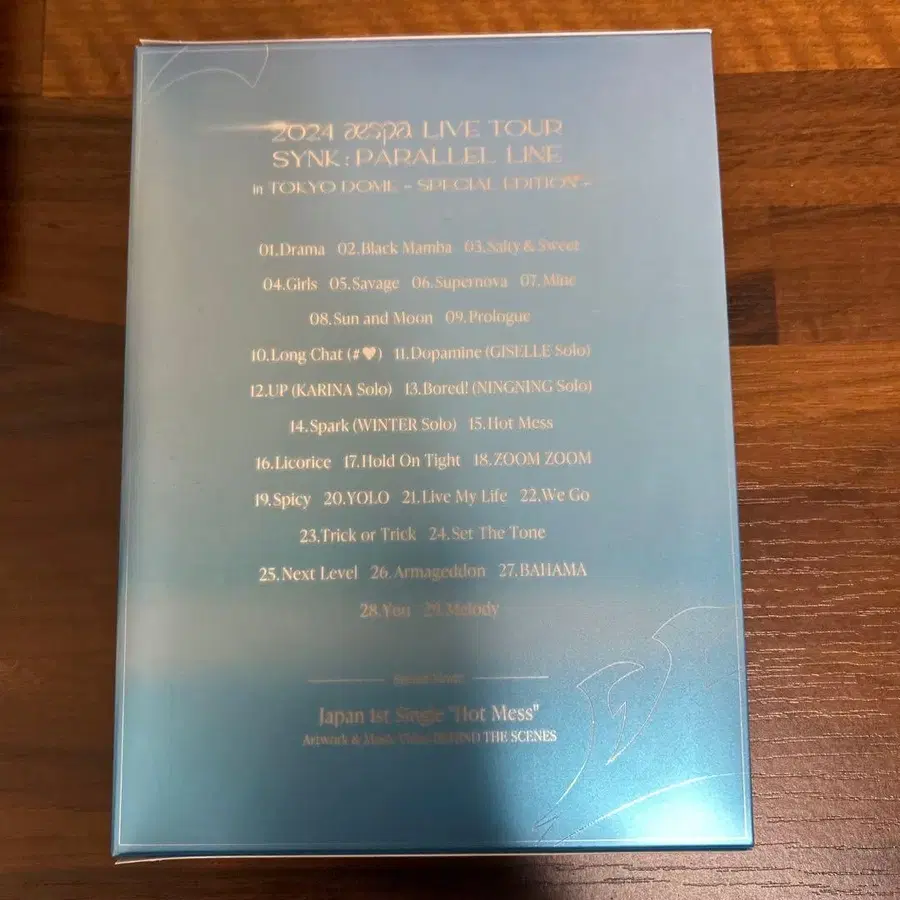 2024 aespa LIVE TOUR
SYNK : PARALLEL LINE
in TOKYO DOME - SPECIAL EDITION -
01.Drama 02.Black Mamba 03.Salty & Sweet
04.Girls 05.Savage 06.Supernova 07.Mine
08.Sun and Moon 09.Prologue
10.Long Chat (#♥) 11.Dopamine (GISELLE Solo)
12.UP (KARINA Solo) 13.Bored! (NINGNING Solo)
14.Spark (WINTER Solo) 15.Hot Mess
16.Licorice 17.Hold On Tight 18.ZOOM ZOOM
19.Spicy 20.YOLO 21.Live My Life 22.We Go
23.Trick or Trick 24.Set The Tone
25.Next Level 26.Armageddon 27.BAHAMA
28.You 29.Melody
Japan 1st Single "Hot Mess"
Artwork & Music Video BEHIND THE SCENES